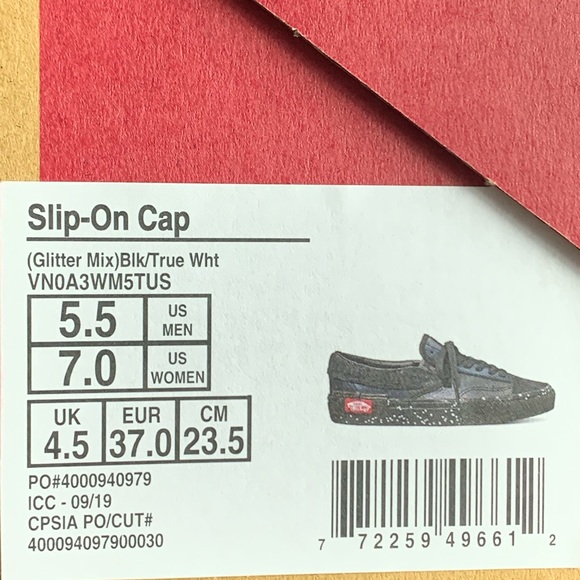 Slip-On Cap
(Glitter Mix)Blk/True Wht
VN0A3WM5TUS
5.5 US MEN
7.0 US WOMEN
UK EUR CM
4.5 37.0 23.5
PO#4000940979
ICC - 09/19
CPSIA PO/CUT#
400094097900030
7 72259 49661 2